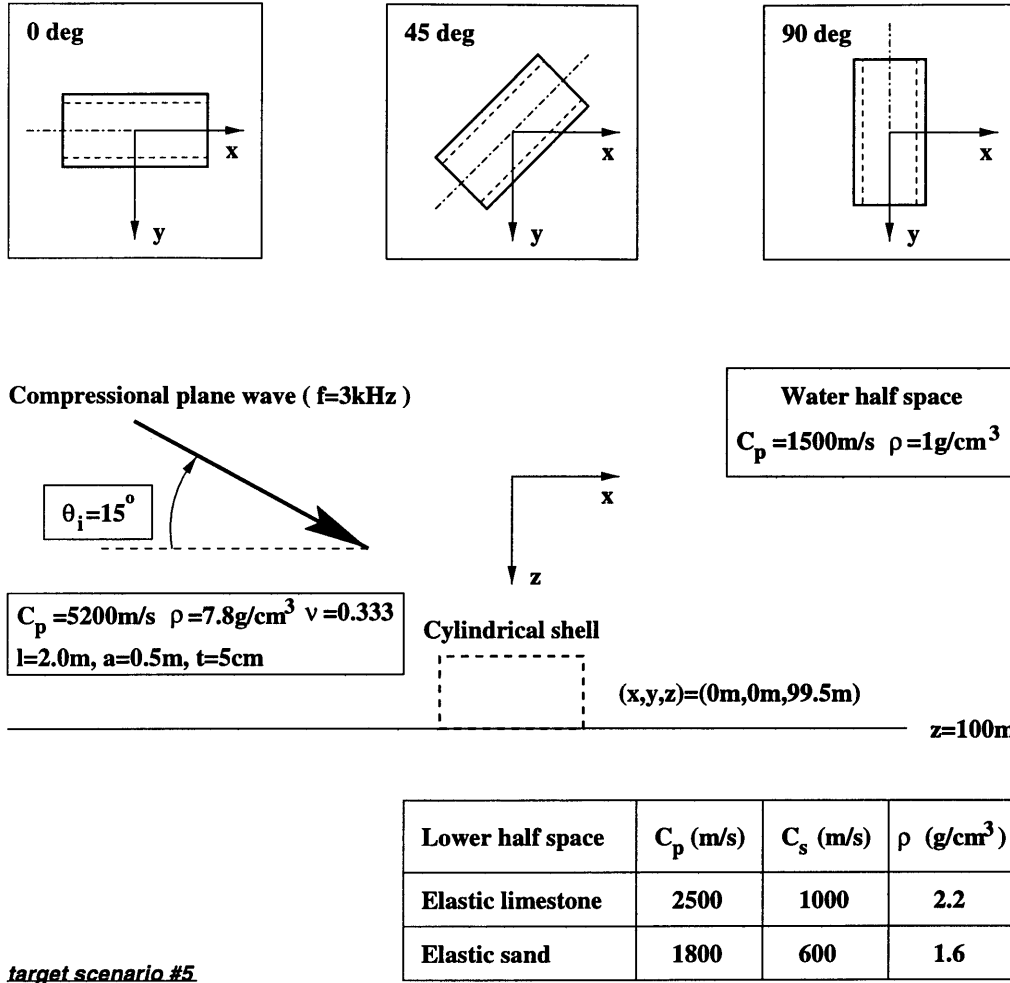 0 deg
x
y
45 deg
x
y
90 deg
x
y
Compressional plane wave ( f=3kHz )
Water half space
C_p =1500m/s ρ=1g/cm^3
θ_i=15°
x
z
C_p =5200m/s ρ=7.8g/cm^3 ν=0.333
l=2.0m, a=0.5m, t=5cm
Cylindrical shell
(x,y,z)=(0m,0m,99.5m)
z=100m
Lower half space C_p (m/s) C_s (m/s) ρ (g/cm^3)
Elastic limestone 2500 1000 2.2
Elastic sand 1800 600 1.6
target scenario #5